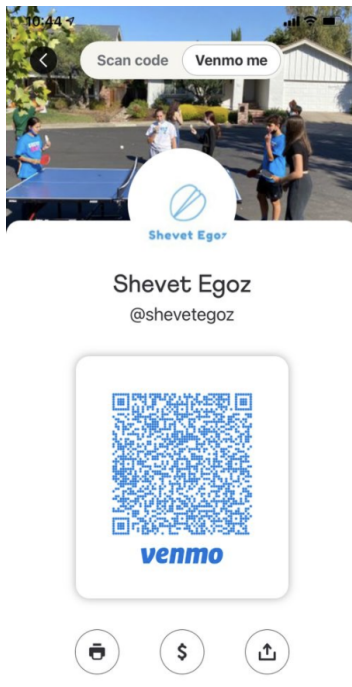 10:44
Scan code
Venmo me
Shevet Egoz
Shevet Egoz
@shevetegoz
venmo
$